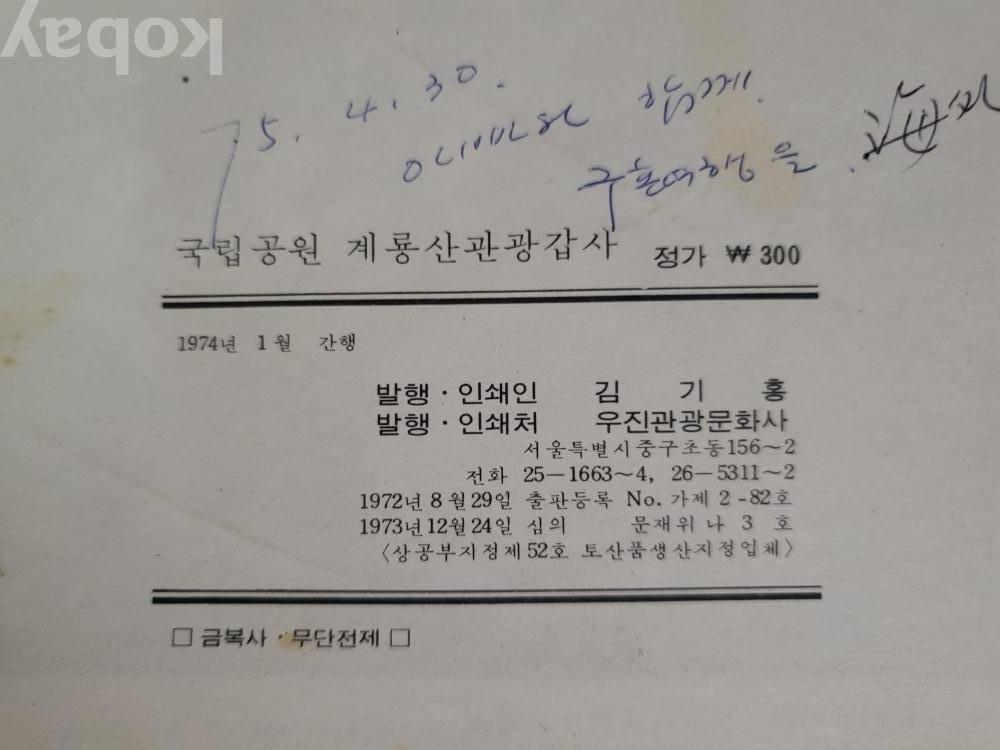 kobay
75. 4. 30.
함께
구혼여행을.
국립공원 계룡산관광갑사 정가 ₩300
1974년 1월 간행
발행·인쇄인 김기홍
발행·인쇄처 우진관광문화사
서울특별시중구초동156~2
전화 25-1663~4, 26-5311~2
1972년 8월29일 출판등록 No. 가제 2-82호
1973년12월24일 심의 문재위 나 3 호
〈상공부지정제52호 토산품생산지정업체〉
□ 금복사·무단전제 □